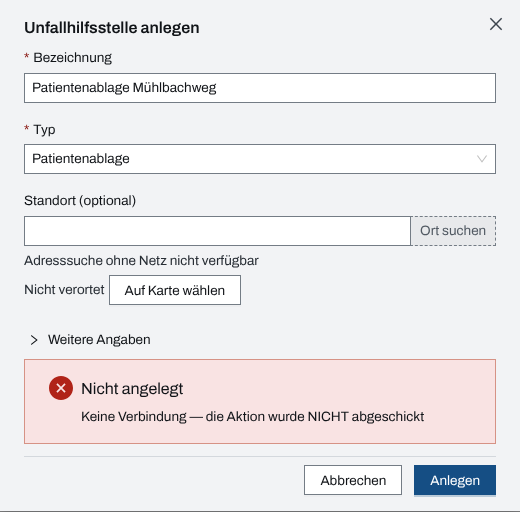 Unfallhilfsstelle anlegen
* Bezeichnung
Patientenablage Mühlbachweg
* Typ
Patientenablage
Standort (optional)
Ort suchen
Adresssuche ohne Netz nicht verfügbar
Nicht verortet Auf Karte wählen
Weitere Angaben
Nicht angelegt
Keine Verbindung — die Aktion wurde NICHT abgeschickt
Abbrechen Anlegen